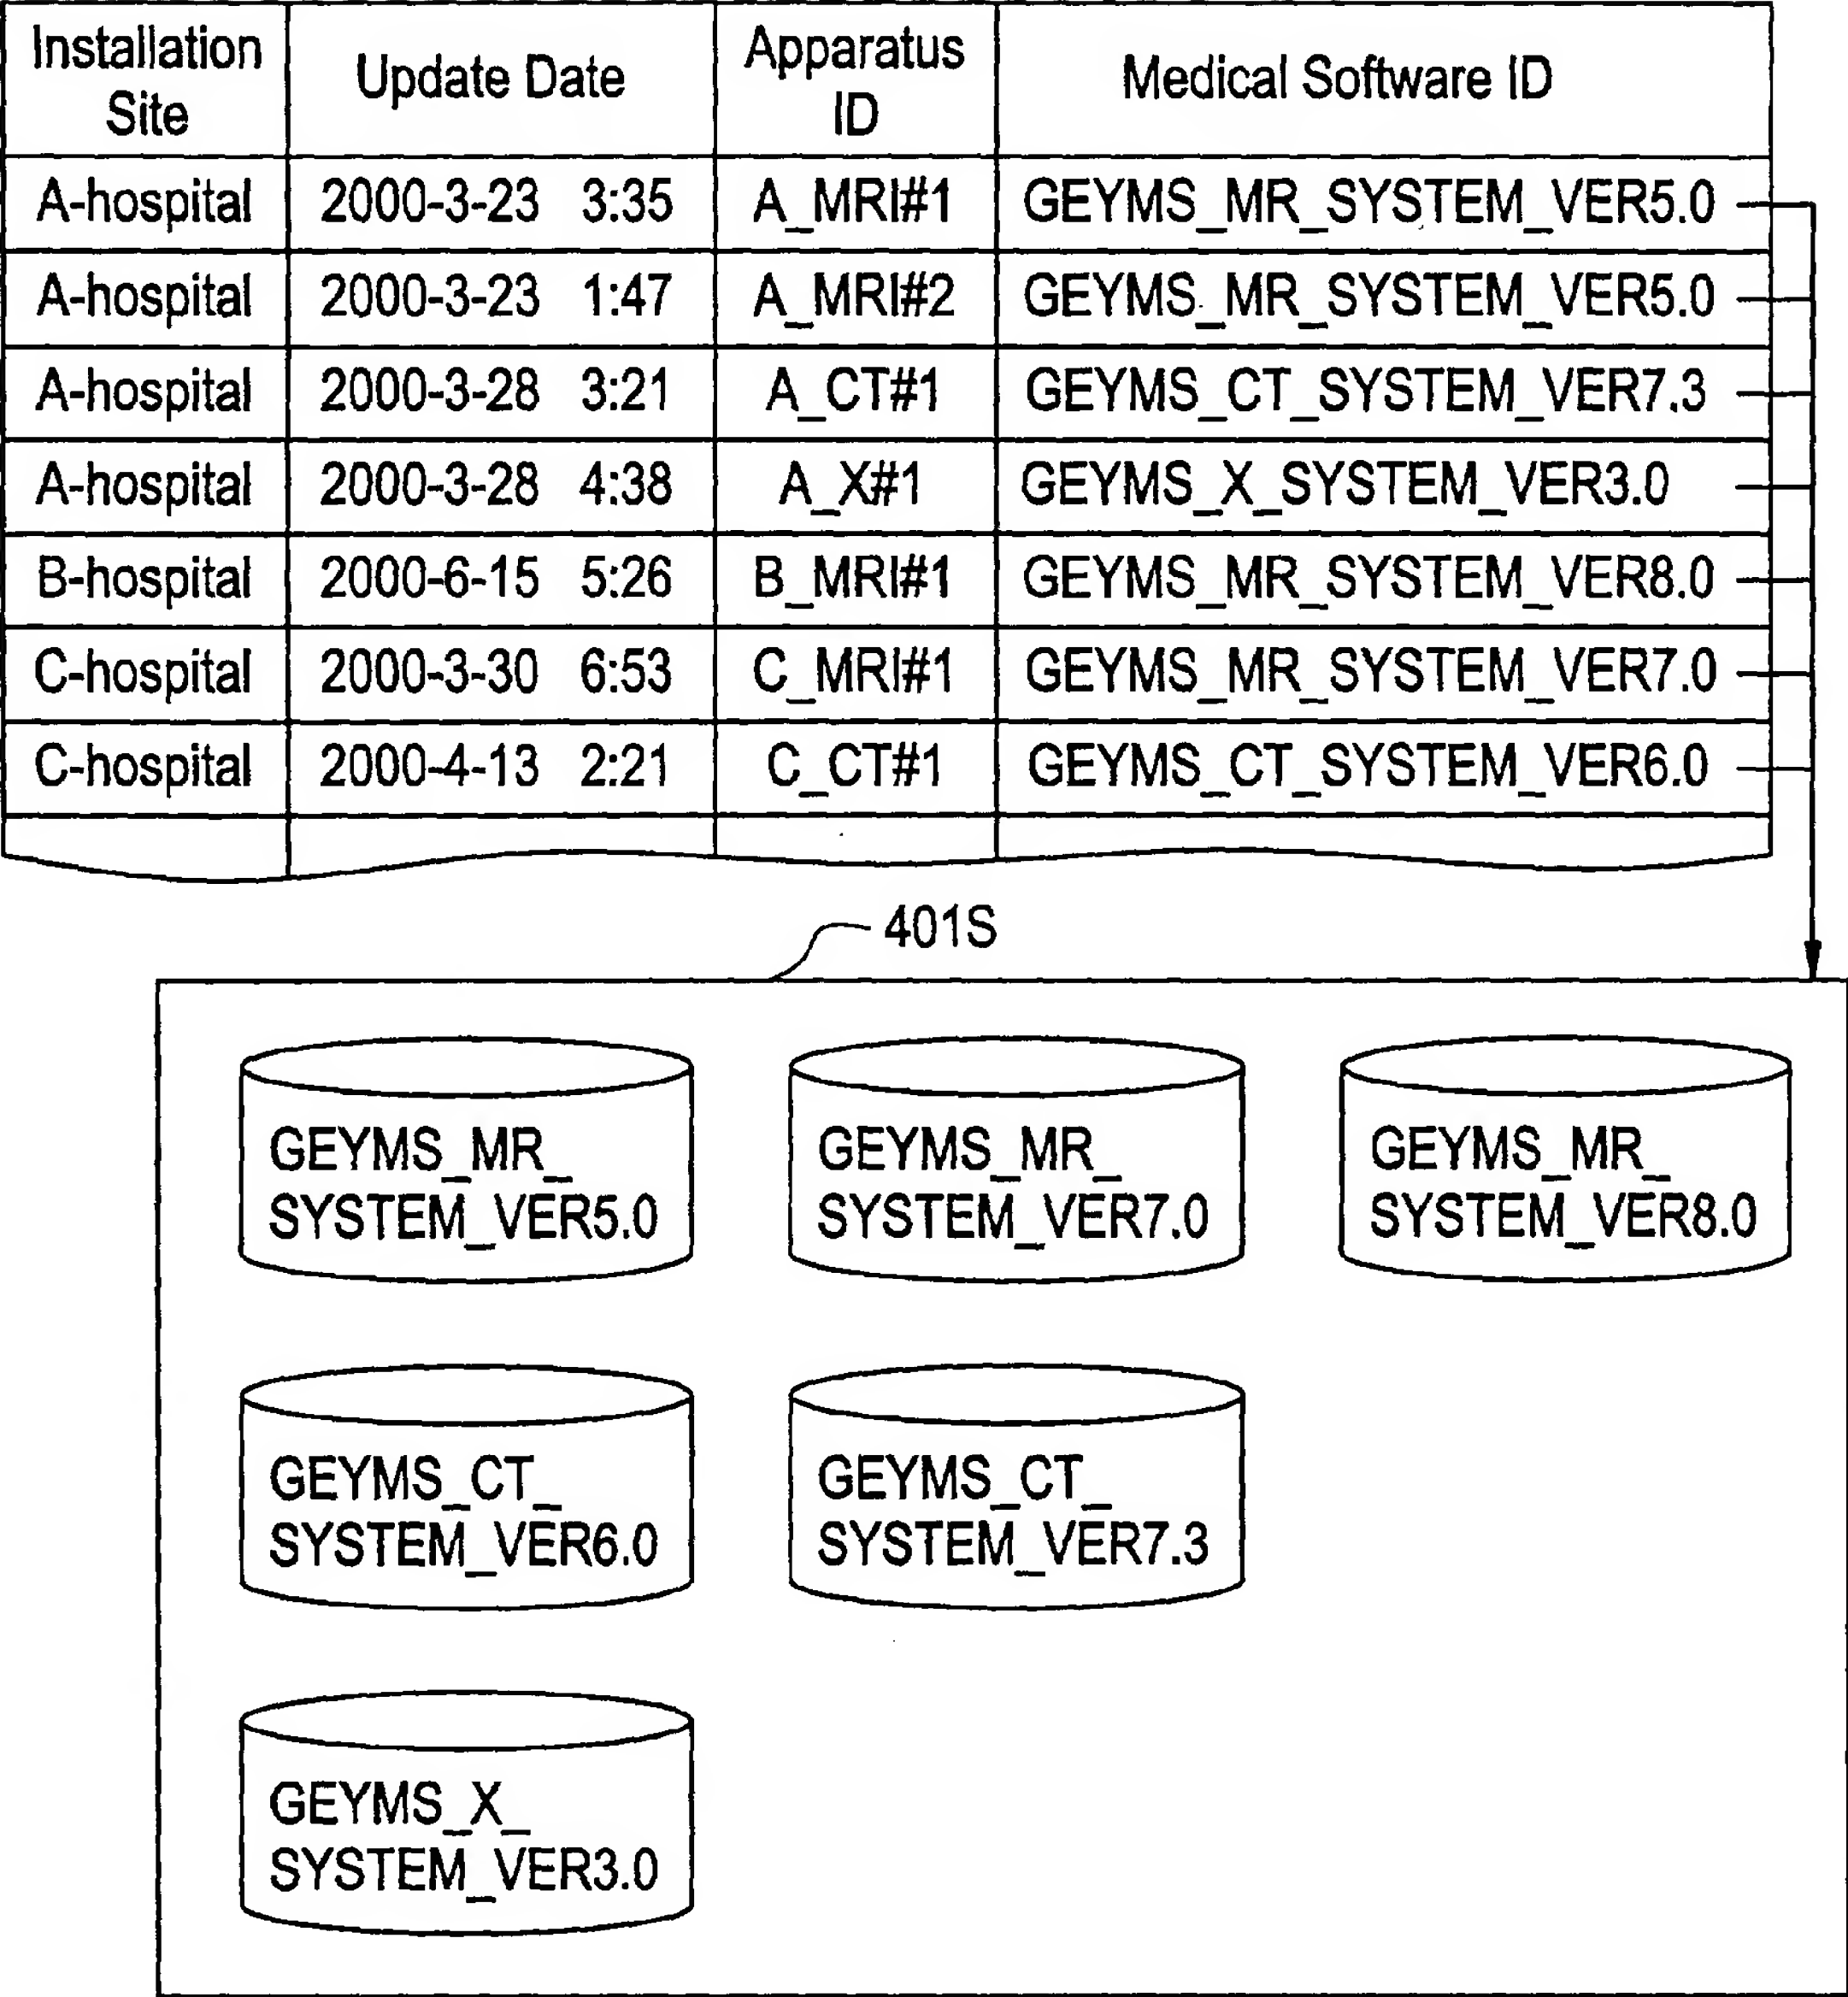 Installation Site Update Date Apparatus ID Medical Software ID
A-hospital 2000-3-23 3:35 A_MRI#1 GEYMS_MR_SYSTEM_VER5.0
A-hospital 2000-3-23 1:47 A_MRI#2 GEYMS_MR_SYSTEM_VER5.0
A-hospital 2000-3-28 3:21 A_CT#1 GEYMS_CT_SYSTEM_VER7.3
A-hospital 2000-3-28 4:38 A_X#1 GEYMS_X_SYSTEM_VER3.0
B-hospital 2000-6-15 5:26 B_MRI#1 GEYMS_MR_SYSTEM_VER8.0
C-hospital 2000-3-30 6:53 C_MRI#1 GEYMS_MR_SYSTEM_VER7.0
C-hospital 2000-4-13 2:21 C_CT#1 GEYMS_CT_SYSTEM_VER6.0
401S
GEYMS_MR_
SYSTEM_VER5.0
GEYMS_MR_
SYSTEM_VER7.0
GEYMS_MR_
SYSTEM_VER8.0
GEYMS_CT_
SYSTEM_VER6.0
GEYMS_CT_
SYSTEM_VER7.3
GEYMS_X_
SYSTEM_VER3.0